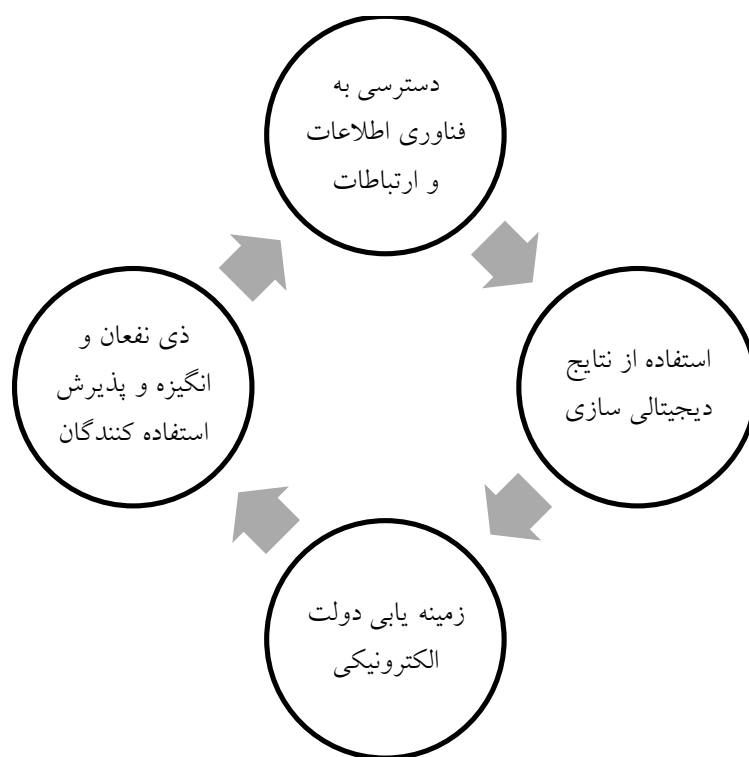 دسترسی به
فناوری اطلاعات
و ارتباطات
استفاده از نتایج
دیجیتالی سازی
زمینه یابی دولت
الکترونیکی
ذی نفعان و
انگیزه و پذیرش
استفاده کنندگان